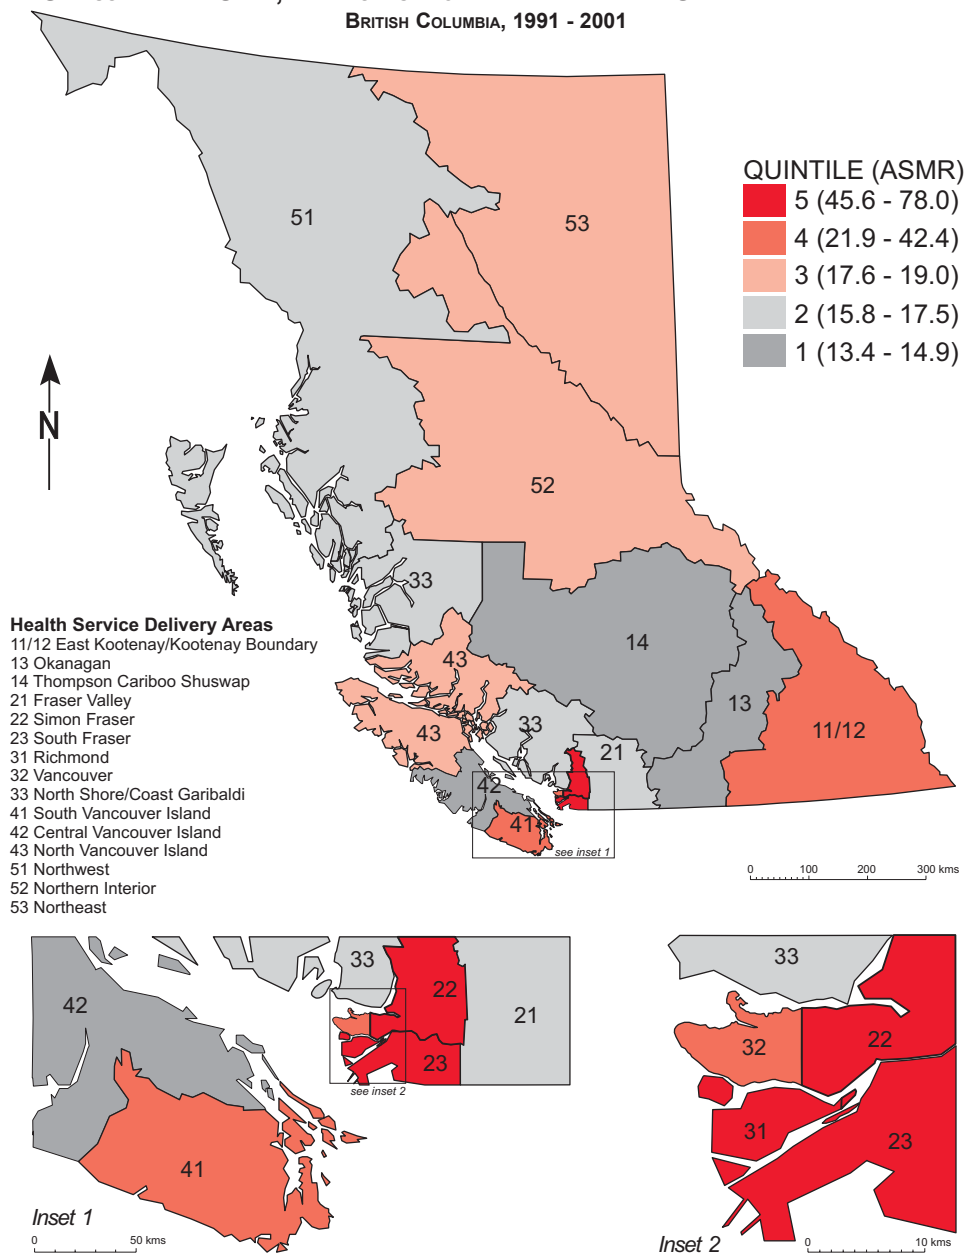 BRITISH COLUMBIA, 1991 - 2001
QUINTILE (ASMR)
5 (45.6 - 78.0)
4 (21.9 - 42.4)
3 (17.6 - 19.0)
2 (15.8 - 17.5)
1 (13.4 - 14.9)
51
53
N
52
33
14
43
13
43
33
11/12
21
42
41
see inset 1
0 100 200 300 kms
Health Service Delivery Areas
11/12 East Kootenay/Kootenay Boundary
13 Okanagan
14 Thompson Cariboo Shuswap
21 Fraser Valley
22 Simon Fraser
23 South Fraser
31 Richmond
32 Vancouver
33 North Shore/Coast Garibaldi
41 South Vancouver Island
42 Central Vancouver Island
43 North Vancouver Island
51 Northwest
52 Northern Interior
53 Northeast
33
42
22
21
23
see inset 2
41
Inset 1
0 50 kms
33
22
32
31
23
Inset 2
0 10 kms